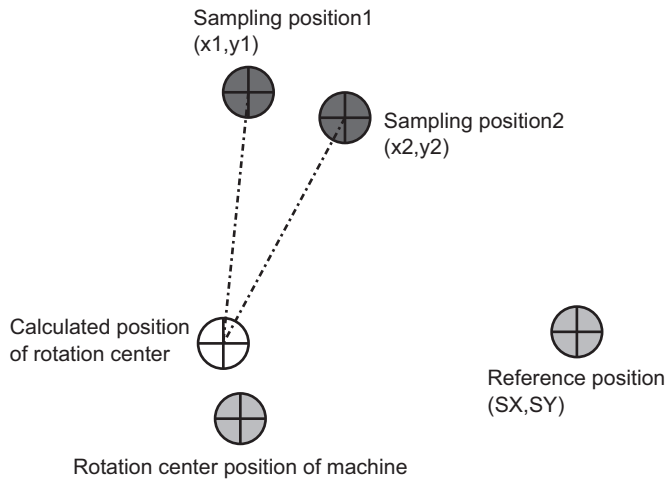 Sampling position1
(x1,y1)
Sampling position2
(x2,y2)
Calculated position
of rotation center
Reference position
(SX,SY)
Rotation center position of machine